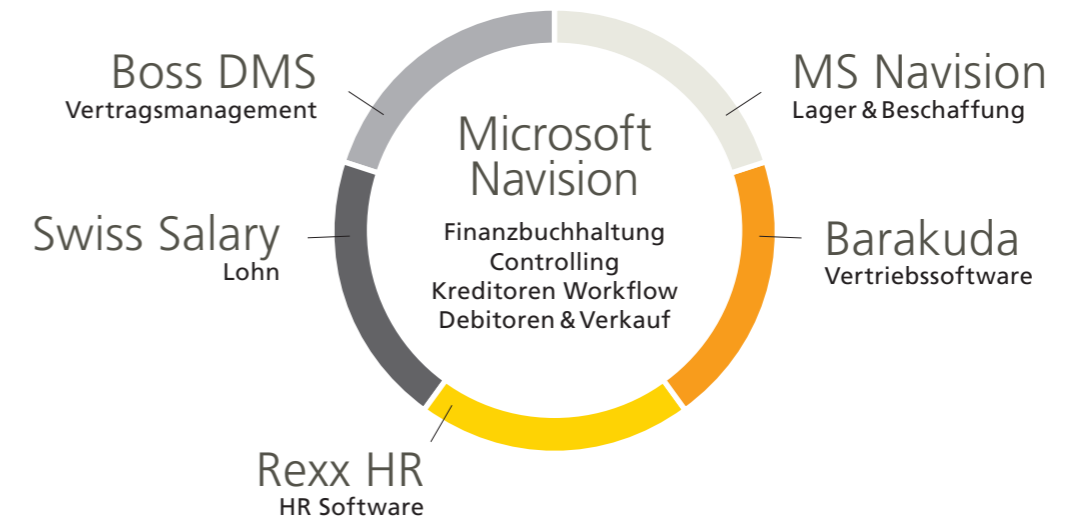 Boss DMS
Vertragsmanagement
MS Navision
Lager & Beschaffung
Microsoft
Navision
Finanzbuchhaltung
Controlling
Kreditoren Workflow
Debitoren & Verkauf
Swiss Salary
Lohn
Barakuda
Vertriebssoftware
Rexx HR
HR Software